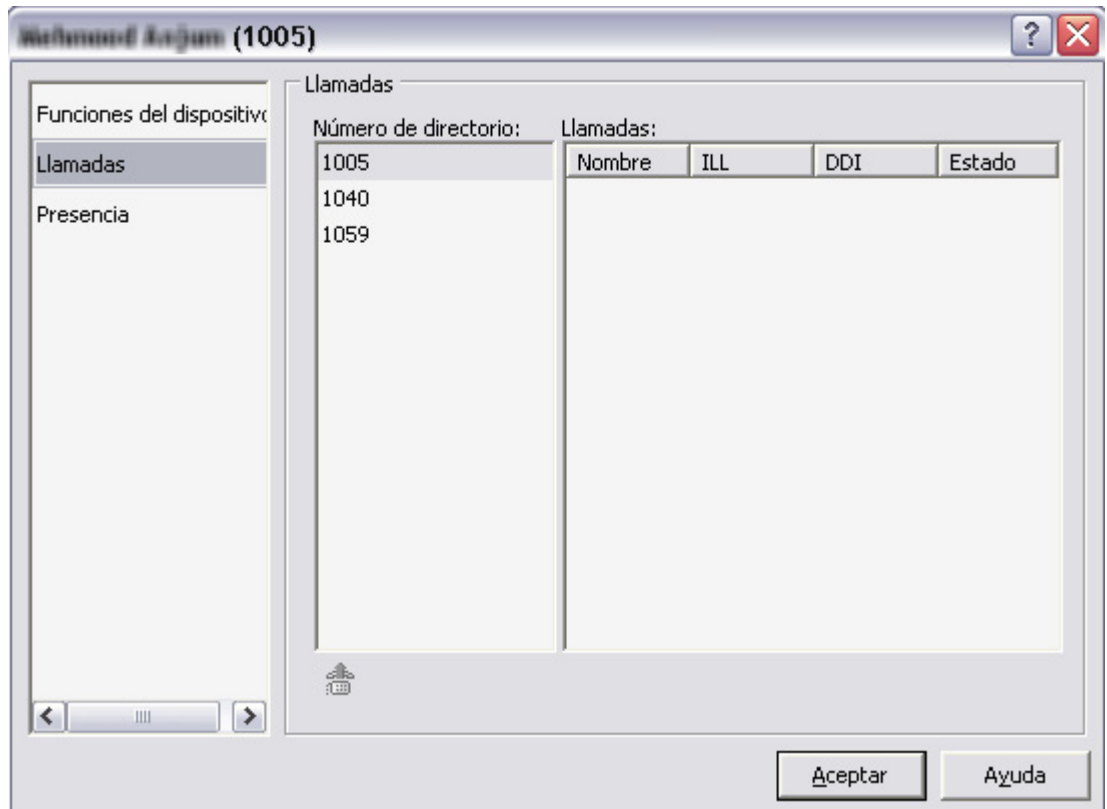 (1005)
Funciones del dispositivo
Llamadas
Presencia
Llamadas
Número de directorio:
1005
1040
1059
Llamadas:
Nombre ILL DDI Estado
Aceptar
Ayuda